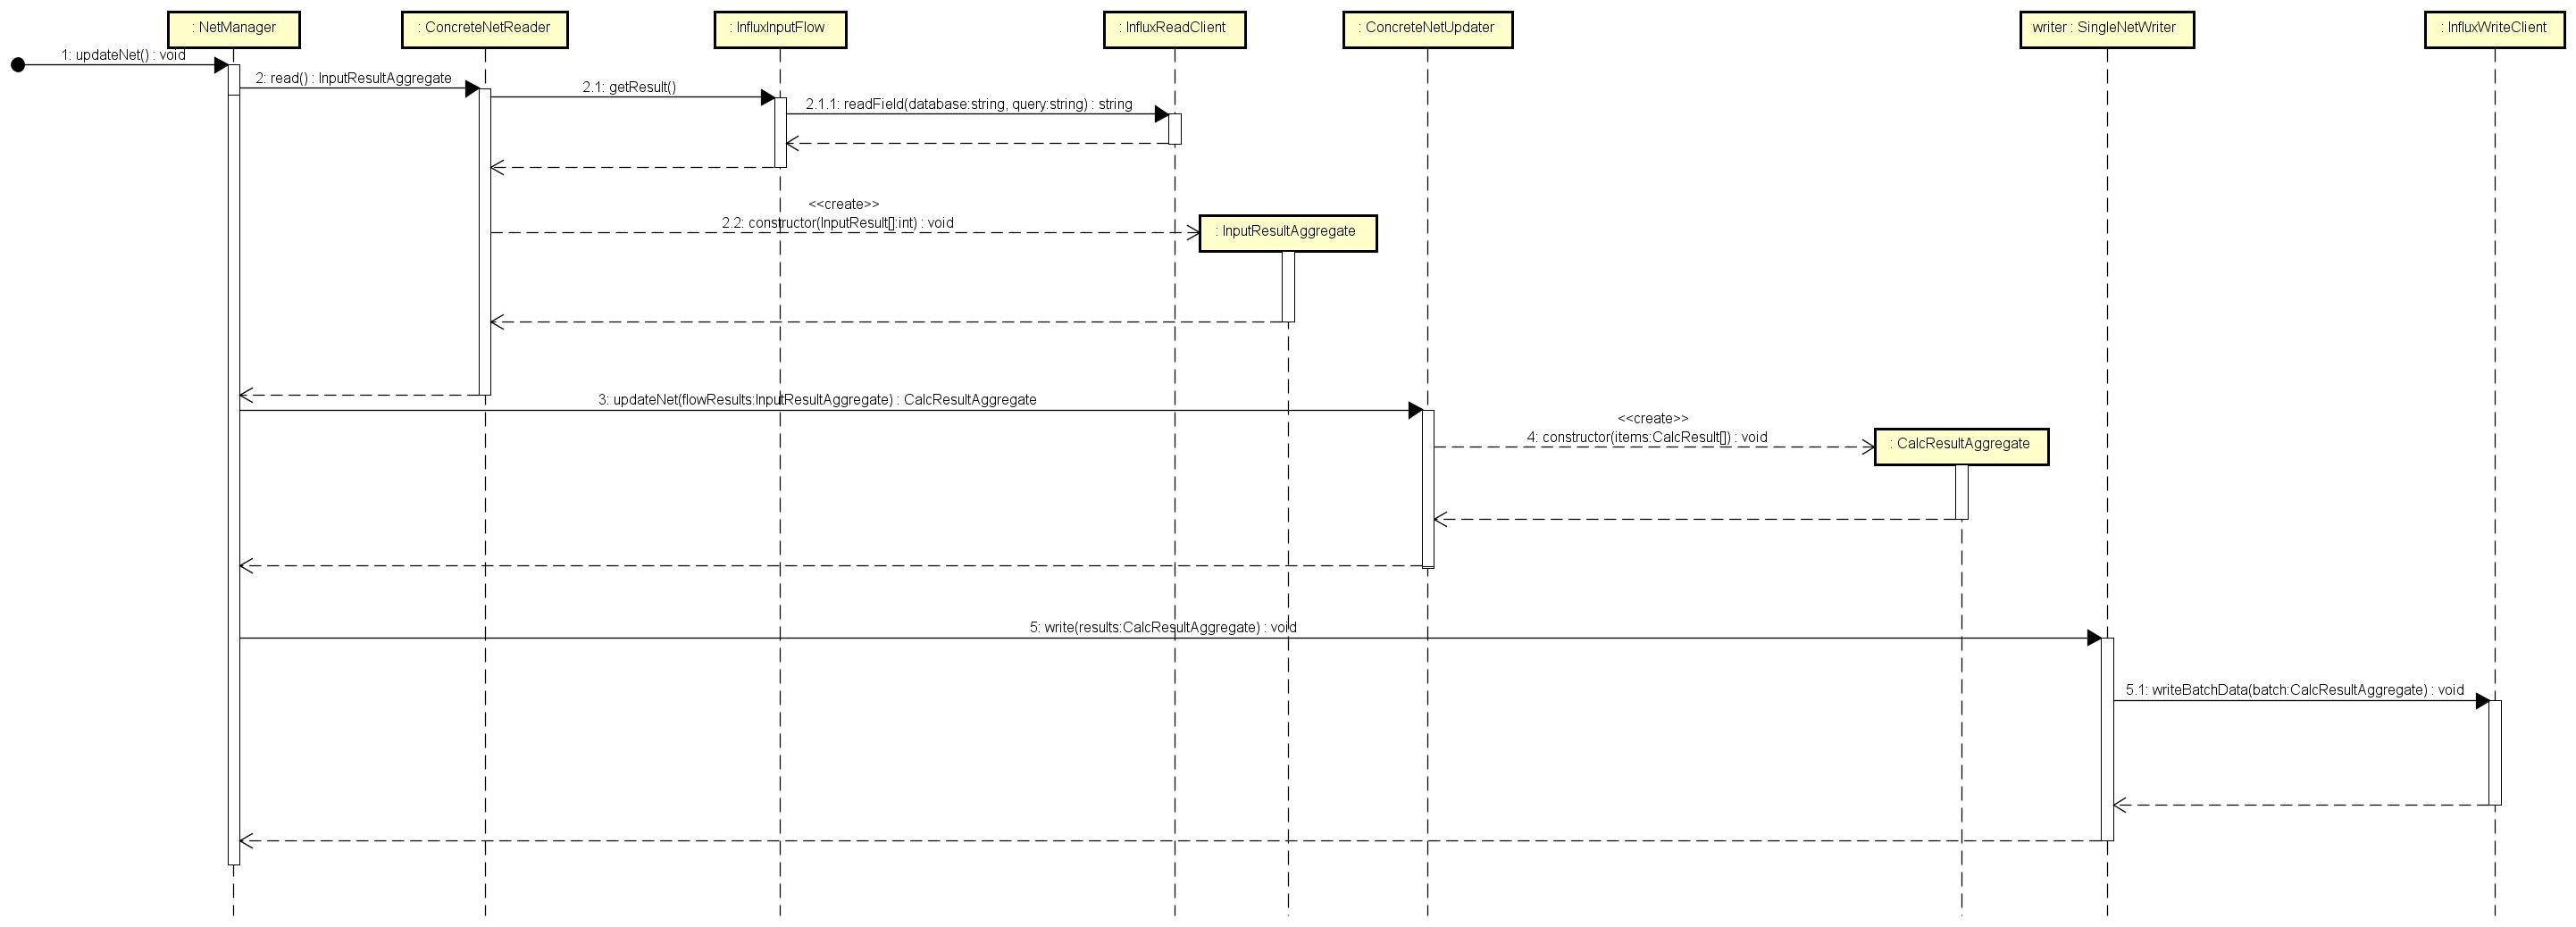 : NetManager
: ConcreteNetReader
: InfluxInputFlow
: InfluxReadClient
: ConcreteNetUpdater
writer : SingleNetWriter
: InfluxWriteClient
1: updateNet() : void
2: read() : InputResultAggregate
2.1: getResult()
2.1.1: readField(database:string, query:string) : string
<<create>>
2.2: constructor(InputResult[]:int) : void
: InputResultAggregate
3: updateNet(flowResults:InputResultAggregate) : CalcResultAggregate
<<create>>
4: constructor(items:CalcResult[]) : void
: CalcResultAggregate
5: write(results:CalcResultAggregate) : void
5.1: writeBatchData(batch:CalcResultAggregate) : void